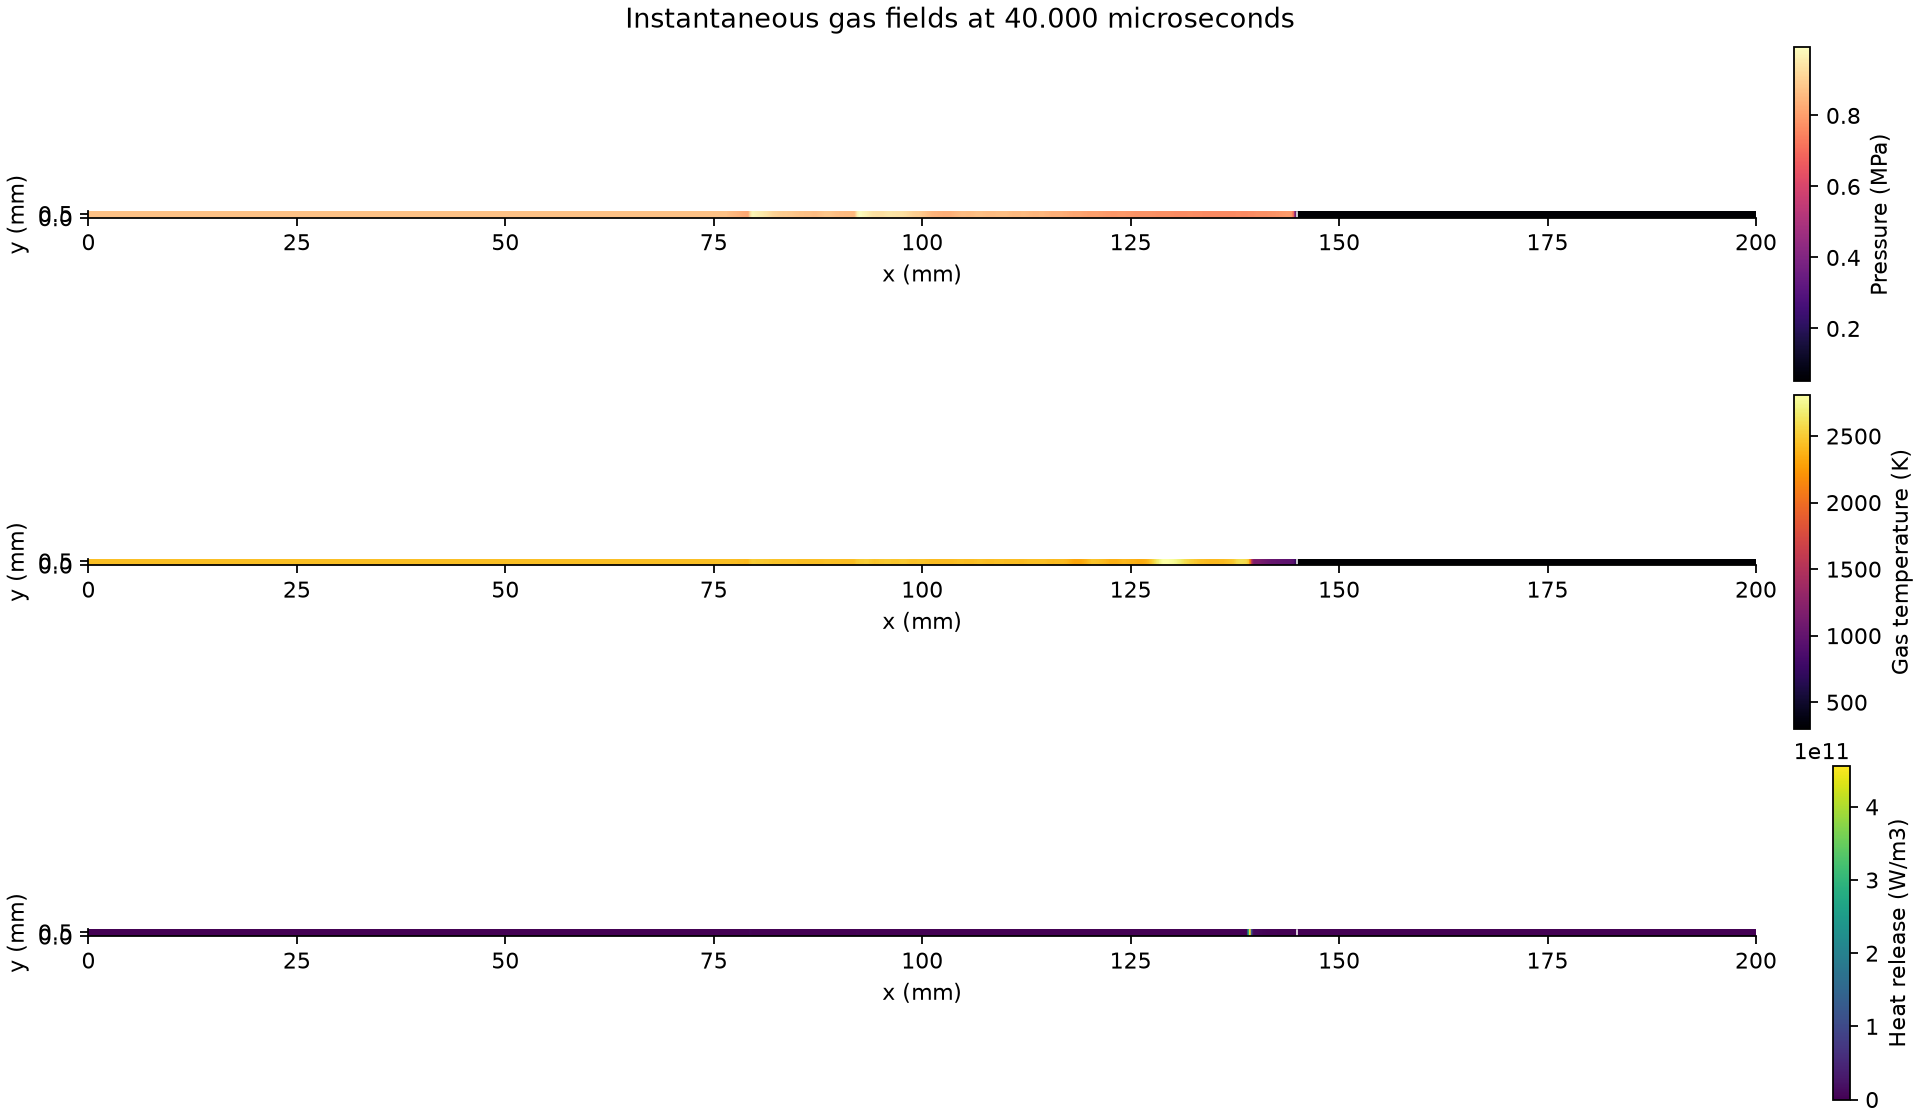 Instantaneous gas fields at 40.000 microseconds
y (mm)
0.5
0.0
0 25 50 75 100 125 150 175 200
x (mm)
0.8
0.6
0.4
0.2
Pressure (MPa)
y (mm)
0.5
0.0
0 25 50 75 100 125 150 175 200
x (mm)
2500
2000
1500
1000
500
Gas temperature (K)
y (mm)
0.5
0.0
0 25 50 75 100 125 150 175 200
x (mm)
1e11
4
3
2
1
0
Heat release (W/m3)